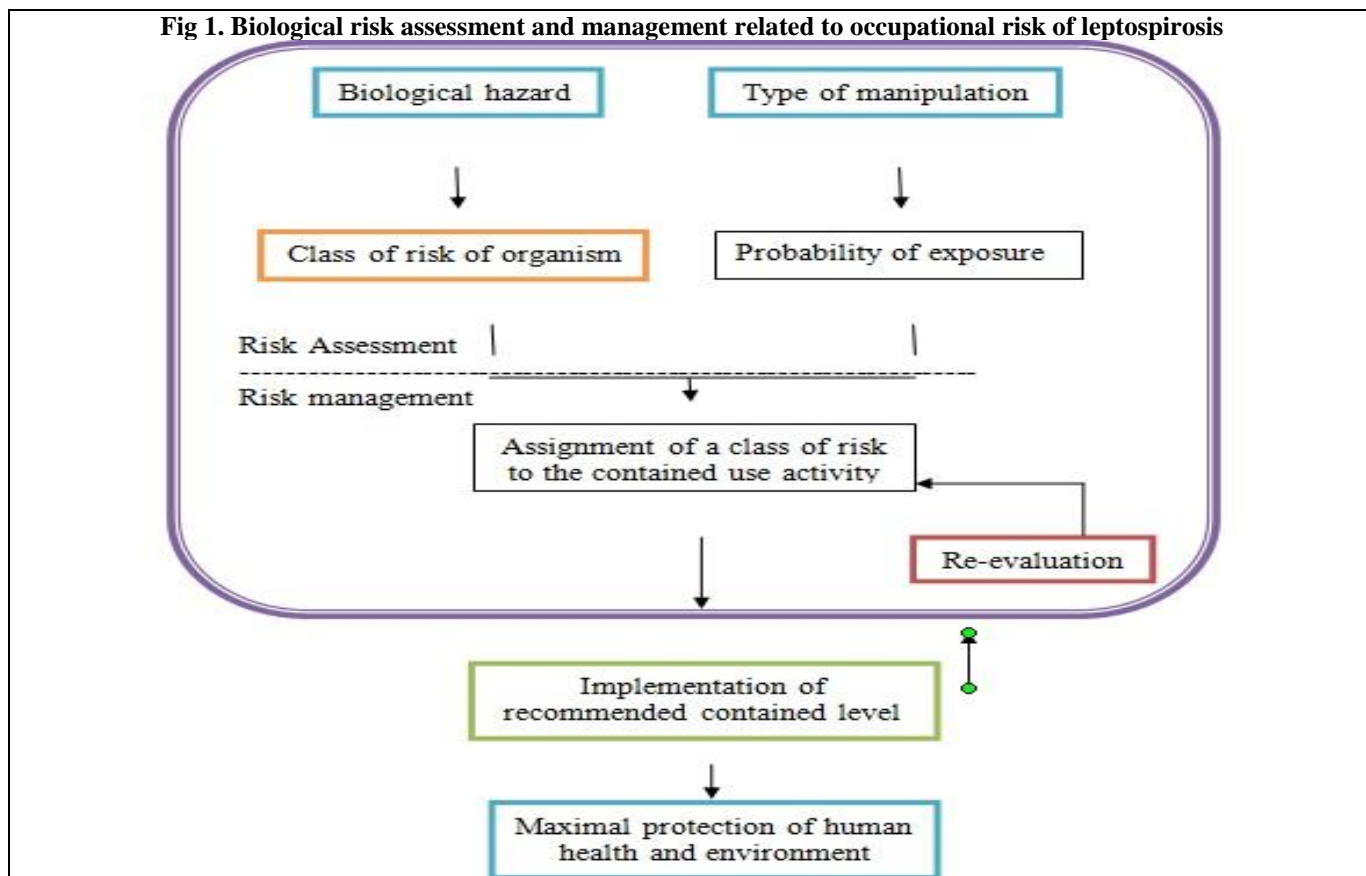 Fig 1. Biological risk assessment and management related to occupational risk of leptospirosis
Biological hazard
Type of manipulation
Class of risk of organism
Probability of exposure
Risk Assessment
Risk management
Assignment of a class of risk
to the contained use activity
Re-evaluation
Implementation of
recommended contained level
Maximal protection of human
health and environment